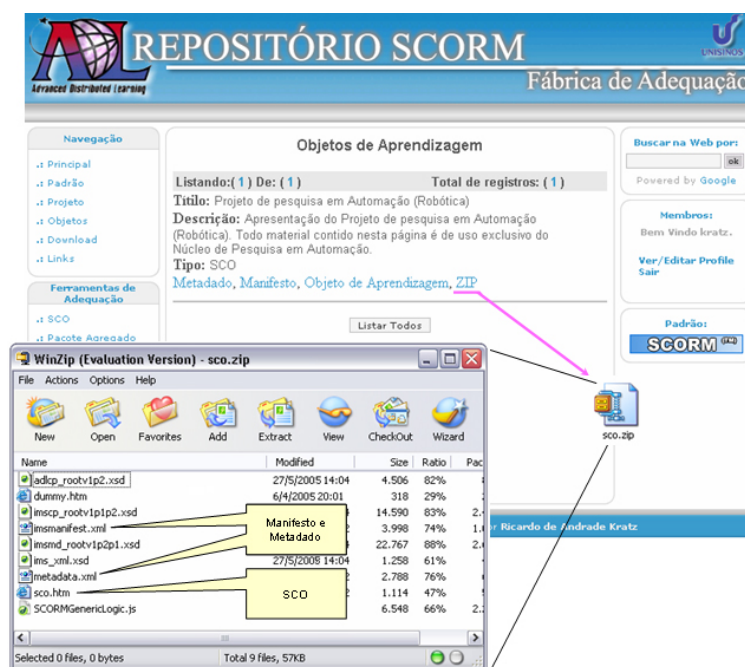 REPOSITÓRIO SCORM
Advanced Distributed Learning
UNISINOS
Fábrica de Adequação
Navegação
.: Principal
.: Padrão
.: Projeto
.: Objetos
.: Download
.: Links
Ferramentas de
Adequação
.: SCO
.: Pacote Agregado
Objetos de Aprendizagem
Listando:( 1 ) De: ( 1 ) Total de registros: ( 1 )
Títilo: Projeto de pesquisa em Automação (Robótica)
Descrição: Apresentação do Projeto de pesquisa em Automação
(Robótica). Todo material contido nesta página é de uso exclusivo do
Núcleo de Pesquisa em Automação.
Tipo: SCO
Metadado, Manifesto, Objeto de Aprendizagem, ZIP
Listar Todos
Buscar na Web por:
ok
Powered by Google
Membros:
Bem Vindo kratz.
Ver/Editar Profile
Sair
Padrão:
SCORM
sco.zip
Ricardo de Andrade Kratz
WinZip (Evaluation Version) - sco.zip
File Actions Options Help
New Open Favorites Add Extract View CheckOut Wizard
Name Modified Size Ratio Pac
adlcp_rootv1p2.xsd 27/5/2005 14:04 4.506 82%
dummy.htm 6/4/2005 20:01 318 29%
imscp_rootv1p1p2.xsd 14.590 83%
imsmanifest.xml 3.998 74%
imsmd_rootv1p2p1.xsd 22.767 88%
ims_xml.xsd 27/5/2005 14:04 1.258 61%
metadata.xml 2.788 76%
sco.htm 1.114 47%
SCORMGenericLogic.js 6.548 66%
Manifesto e
Metadado
SCO
Selected 0 files, 0 bytes Total 9 files, 57KB